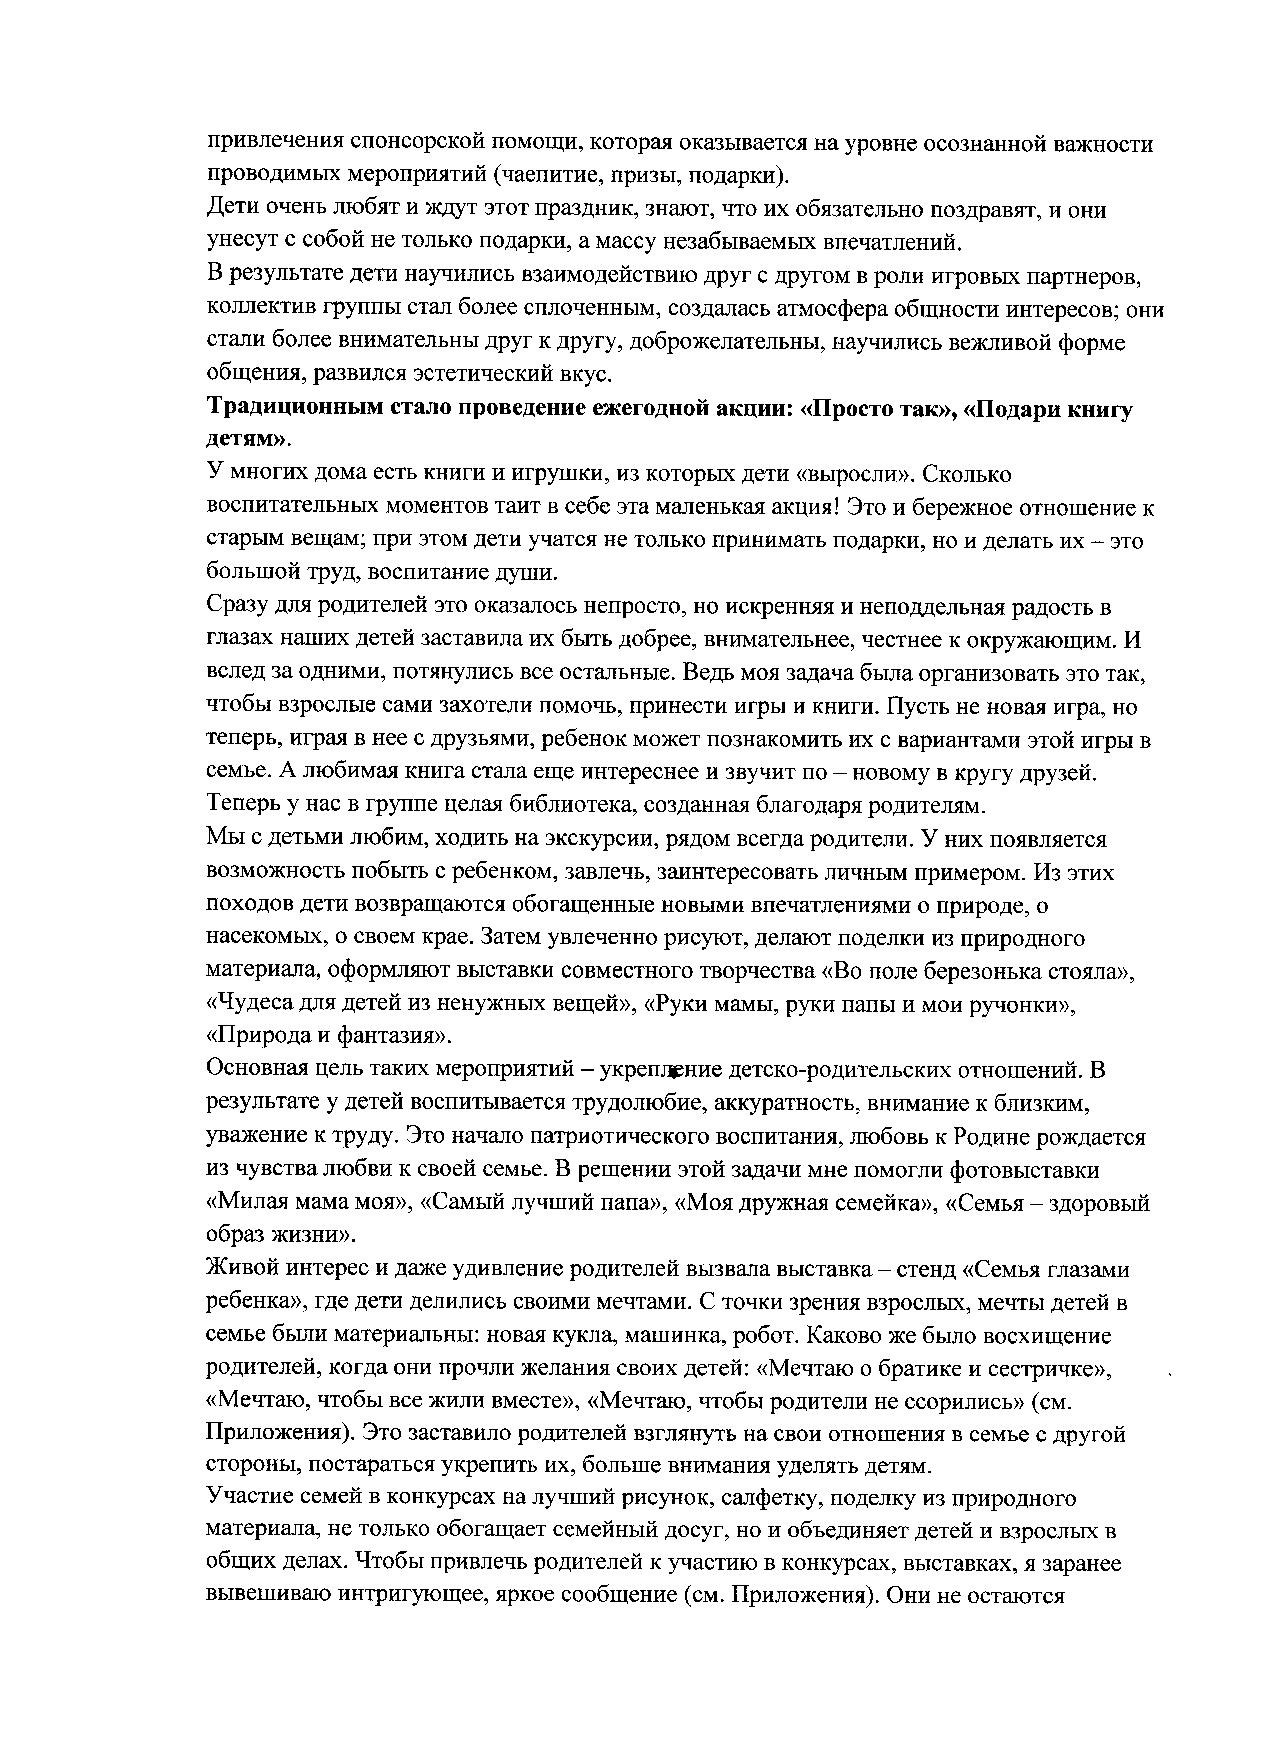 привлечения спонсорской помощи, которая оказывается на уровне осознанной важности
проводимых мероприятий (чаепитие, призы, подарки).
Дети очень любят и ждут этот праздник, знают, что их обязательно поздравят, и они
унесут с собой не только подарки, а массу незабываемых впечатлений.
В результате дети научились взаимодействию друг с другом в роли игровых партнеров,
коллектив группы стал более сплоченным, создалась атмосфера общности интересов; они
стали более внимательны друг к другу, доброжелательны, научились вежливой форме
общения, развился эстетический вкус.
Традиционным стало проведение ежегодной акции: «Просто так», «Подари книгу
детям».
У многих дома есть книги и игрушки, из которых дети «выросли». Сколько
воспитательных моментов таит в себе эта маленькая акция! Это и бережное отношение к
старым вещам; при этом дети учатся не только принимать подарки, но и делать их – это
большой труд, воспитание души.
Сразу для родителей это оказалось непросто, но искренняя и неподдельная радость в
глазах наших детей заставила их быть добрее, внимательнее, честнее к окружающим. И
вслед за одними, потянулись все остальные. Ведь моя задача была организовать это так,
чтобы взрослые сами захотели помочь, принести игры и книги. Пусть не новая игра, но
теперь, играя в нее с друзьями, ребенок может познакомить их с вариантами этой игры в
семье. А любимая книга стала еще интереснее и звучит по – новому в кругу друзей.
Теперь у нас в группе целая библиотека, созданная благодаря родителям.
Мы с детьми любим, ходить на экскурсии, рядом всегда родители. У них появляется
возможность побыть с ребенком, завлечь, заинтересовать личным примером. Из этих
походов дети возвращаются обогащенные новыми впечатлениями о природе, о
насекомых, о своем крае. Затем увлеченно рисуют, делают поделки из природного
материала, оформляют выставки совместного творчества «Во поле березонька стояла»,
«Чудеса для детей из ненужных вещей», «Руки мамы, руки папы и мои ручонки»,
«Природа и фантазия».
Основная цель таких мероприятий – укрепление детско-родительских отношений. В
результате у детей воспитывается трудолюбие, аккуратность, внимание к близким,
уважение к труду. Это начало патриотического воспитания, любовь к Родине рождается
из чувства любви к своей семье. В решении этой задачи мне помогли фотовыставки
«Милая мама моя», «Самый лучший папа», «Моя дружная семейка», «Семья – здоровый
образ жизни».
Живой интерес и даже удивление родителей вызвала выставка – стенд «Семья глазами
ребенка», где дети делились своими мечтами. С точки зрения взрослых, мечты детей в
семье были материальны: новая кукла, машинка, робот. Каково же было восхищение
родителей, когда они прочли желания своих детей: «Мечтаю о братике и сестричке»,
«Мечтаю, чтобы все жили вместе», «Мечтаю, чтобы родители не ссорились» (см.
Приложения). Это заставило родителей взглянуть на свои отношения в семье с другой
стороны, постараться укрепить их, больше внимания уделять детям.
Участие семей в конкурсах на лучший рисунок, салфетку, поделку из природного
материала, не только обогащает семейный досуг, но и объединяет детей и взрослых в
общих делах. Чтобы привлечь родителей к участию в конкурсах, выставках, я заранее
вывешиваю интригующее, яркое сообщение (см. Приложения). Они не остаются